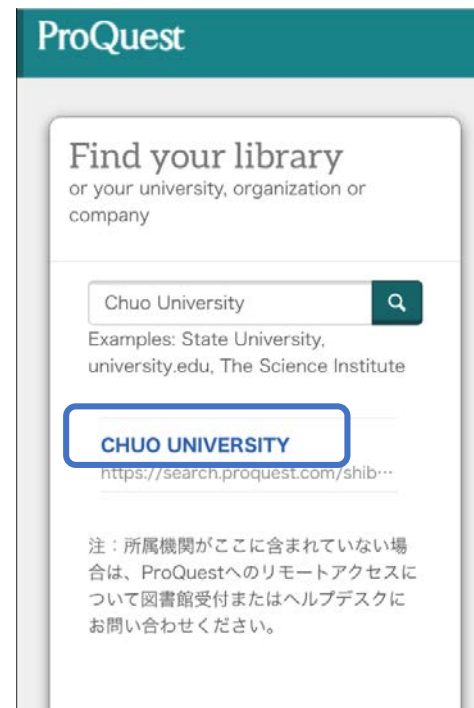 ProQuest
Find your library
or your university, organization or
company
Chuo University
Examples: State University,
university.edu, The Science Institute
CHUO UNIVERSITY
https://search.proquest.com/shib…
注：所属機関がここに含まれていない場
合は、ProQuestへのリモートアクセスに
ついて図書館受付またはヘルプデスクに
お問い合わせください。